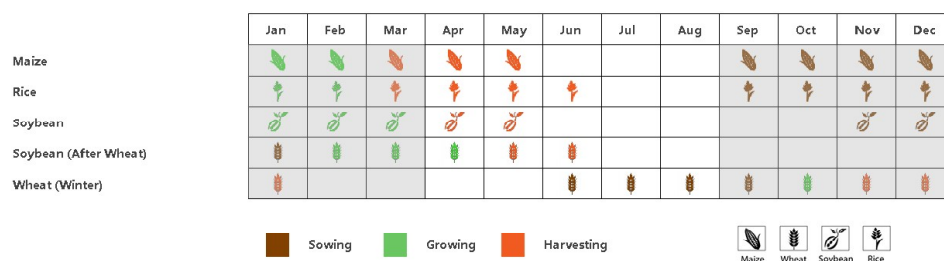 Jan Feb Mar Apr May Jun Jul Aug Sep Oct Nov Dec
Maize
Rice
Soybean
Soybean (After Wheat)
Wheat (Winter)
Sowing Growing Harvesting
Maize Wheat Soybean Rice